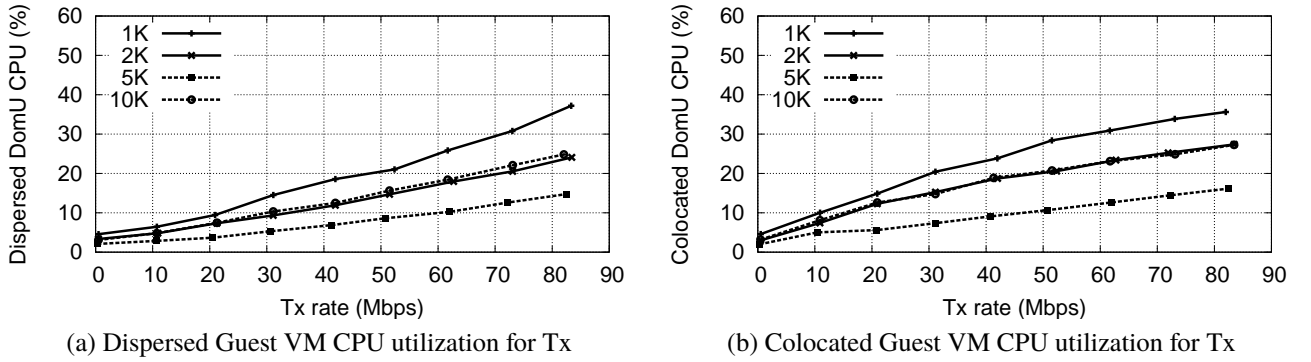 Dispersed DomU CPU (%)
60
50
40
30
20
10
0
1K
2K
5K
10K
0 10 20 30 40 50 60 70 80 90
Tx rate (Mbps)
(a) Dispersed Guest VM CPU utilization for Tx
Colocated DomU CPU (%)
60
50
40
30
20
10
0
1K
2K
5K
10K
0 10 20 30 40 50 60 70 80 90
Tx rate (Mbps)
(b) Colocated Guest VM CPU utilization for Tx